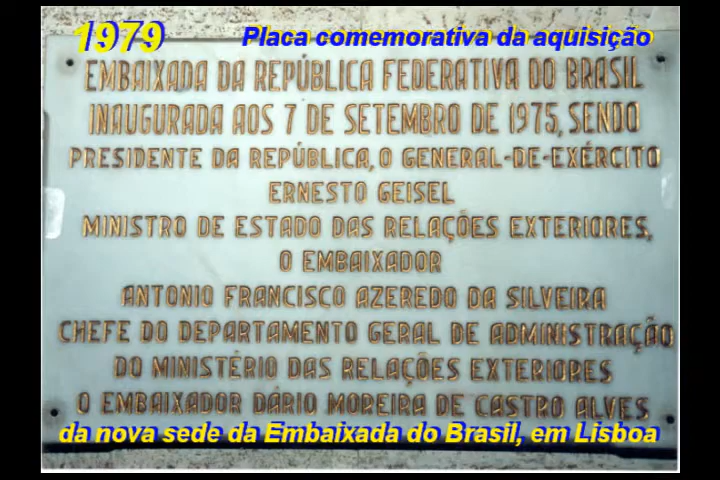 1979 Placa comemorativa da aquisição
EMBAIXADA DA REPÚBLICA FEDERATIVA DO BRASIL
INAUGURADA AOS 7 DE SETEMBRO DE 1975, SENDO
PRESIDENTE DA REPÚBLICA, O GENERAL-DE-EXÉRCITO
ERNESTO GEISEL
MINISTRO DE ESTADO DAS RELAÇÕES EXTERIORES,
O EMBAIXADOR
ANTONIO FRANCISCO AZEREDO DA SILVEIRA
CHEFE DO DEPARTAMENTO GERAL DE ADMINISTRAÇÃO
DO MINISTÉRIO DAS RELAÇÕES EXTERIORES
O EMBAIXADOR DÁRIO MOREIRA DE CASTRO ALVES
da nova sede da Embaixada do Brasil, em Lisboa